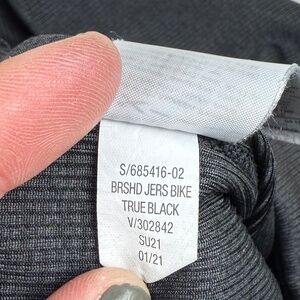 S/685416-02
BRSHD JERS BIKE
TRUE BLACK
V/302842
SU21
01/21